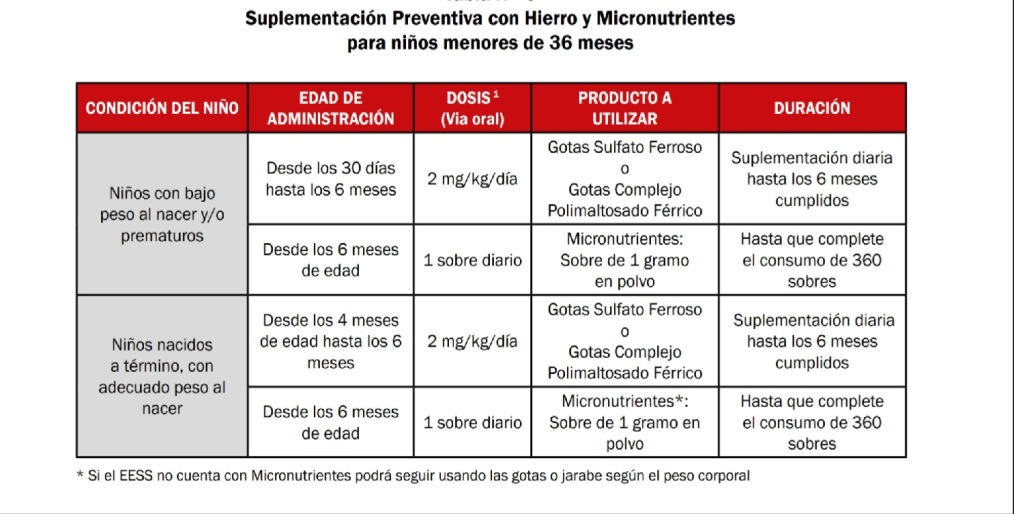 Suplementación Preventiva con Hierro y Micronutrientes
para niños menores de 36 meses
CONDICIÓN DEL NIÑO
EDAD DE
ADMINISTRACIÓN
DOSIS 1
(Via oral)
PRODUCTO A
UTILIZAR
DURACIÓN
Niños con bajo
peso al nacer y/o
prematuros
Desde los 30 días
hasta los 6 meses
2 mg/kg/día
Gotas Sulfato Ferroso
o
Gotas Complejo
Polimaltosado Férrico
Suplementación diaria
hasta los 6 meses
cumplidos
Desde los 6 meses
de edad
1 sobre diario
Micronutrientes:
Sobre de 1 gramo
en polvo
Hasta que complete
el consumo de 360
sobres
Niños nacidos
a término, con
adecuado peso al
nacer
Desde los 4 meses
de edad hasta los 6
meses
2 mg/kg/día
Gotas Sulfato Ferroso
o
Gotas Complejo
Polimaltosado Férrico
Suplementación diaria
hasta los 6 meses
cumplidos
Desde los 6 meses
de edad
1 sobre diario
Micronutrientes*:
Sobre de 1 gramo en
polvo
Hasta que complete
el consumo de 360
sobres
* Si el EESS no cuenta con Micronutrientes podrá seguir usando las gotas o jarabe según el peso corporal